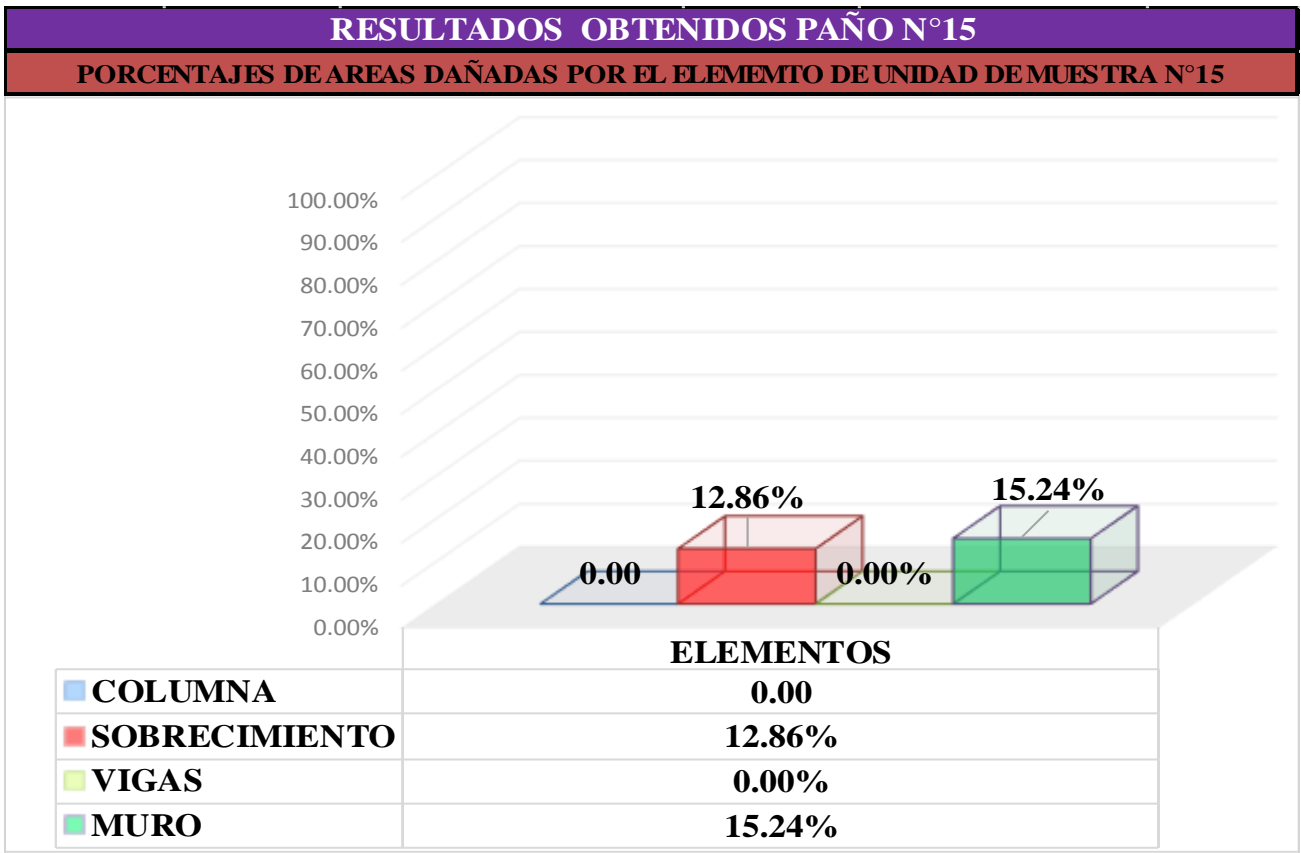 RESULTADOS OBTENIDOS PAÑO N°15
PORCENTAJES DE AREAS DAÑADAS POR EL ELEMEMTO DE UNIDAD DE MUESTRA N°15
100.00%
90.00%
80.00%
70.00%
60.00%
50.00%
40.00%
30.00%
20.00%
10.00%
0.00%
0.00
12.86%
0.00%
15.24%
ELEMENTOS
COLUMNA 0.00
SOBRECIMIENTO 12.86%
VIGAS 0.00%
MURO 15.24%